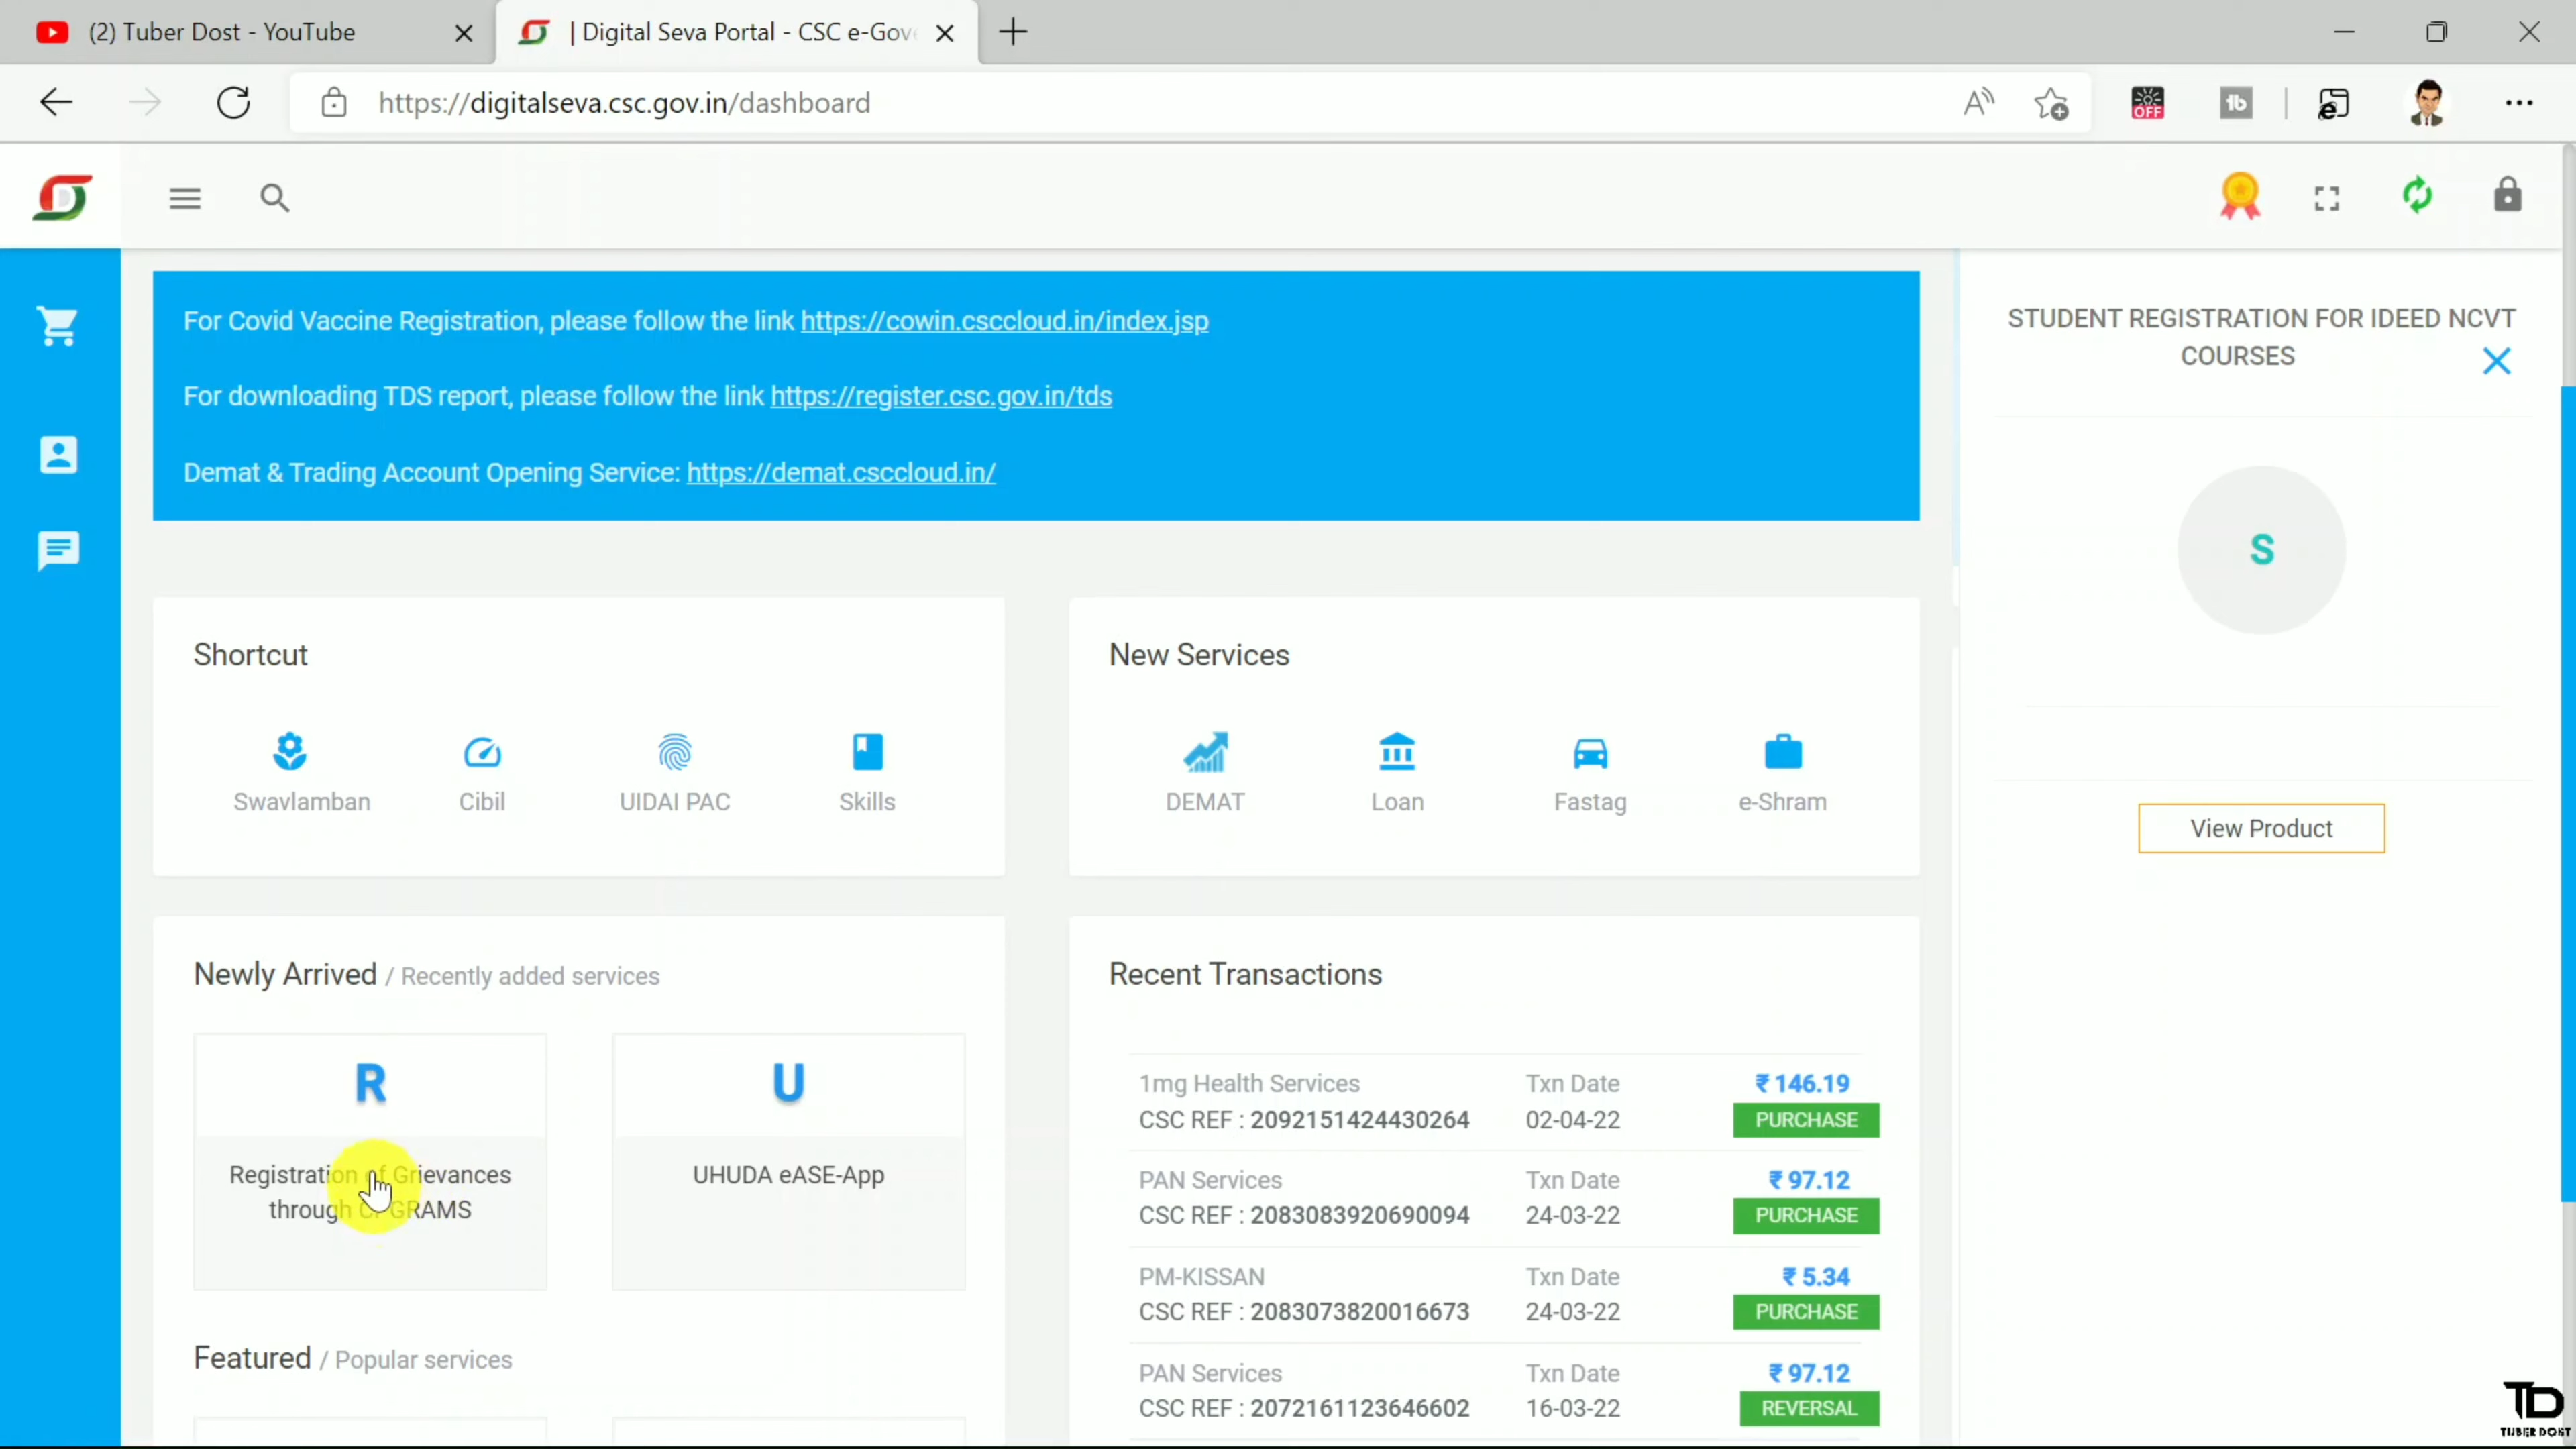 (2) Tuber Dost - YouTube
| Digital Seva Portal - CSC e-Gov
https://digitalseva.csc.gov.in/dashboard
OFF
For Covid Vaccine Registration, please follow the link https://cowin.csccloud.in/index.jsp
For downloading TDS report, please follow the link https://register.csc.gov.in/tds
Demat & Trading Account Opening Service: https://demat.csccloud.in/
STUDENT REGISTRATION FOR IDEED NCVT
COURSES
S
View Product
Shortcut
Swavlamban Cibil UIDAI PAC Skills
New Services
DEMAT Loan Fastag e-Shram
Newly Arrived / Recently added services
R
Registration of Grievances
through GRAMS
U
UHUDA eASE-App
Featured / Popular services
Recent Transactions
1mg Health Services Txn Date ₹ 146.19
CSC REF : 2092151424430264 02-04-22 PURCHASE
PAN Services Txn Date ₹ 97.12
CSC REF : 2083083920690094 24-03-22 PURCHASE
PM-KISSAN Txn Date ₹ 5.34
CSC REF : 2083073820016673 24-03-22 PURCHASE
PAN Services Txn Date ₹ 97.12
CSC REF : 2072161123646602 16-03-22 REVERSAL
TD
TUBER DOST